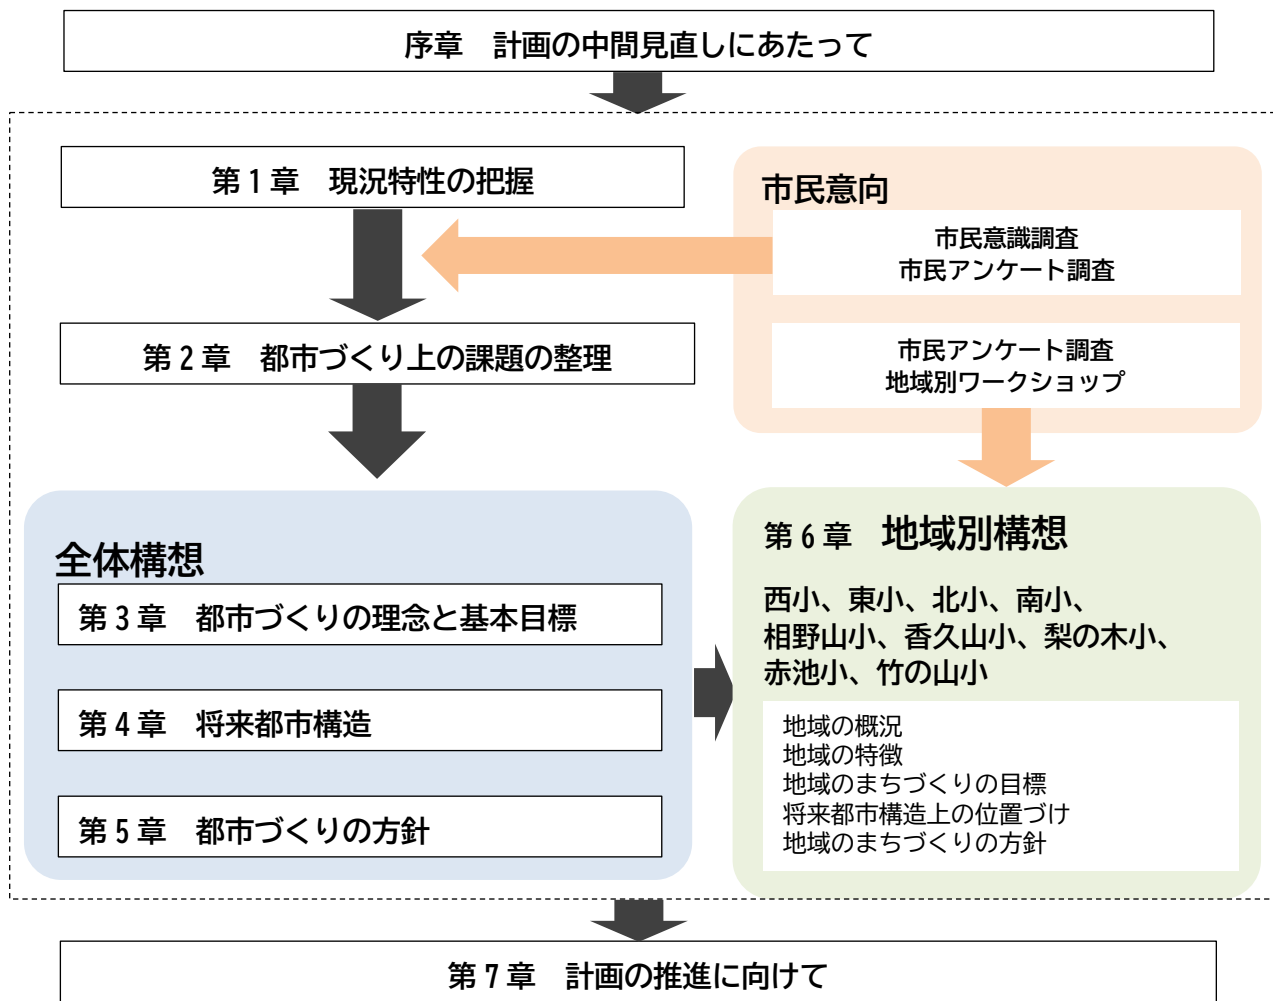 序章　計画の中間見直しにあたって
第1章　現況特性の把握
市民意向
市民意識調査
市民アンケート調査
第2章　都市づくり上の課題の整理
市民アンケート調査
地域別ワークショップ
全体構想
第3章　都市づくりの理念と基本目標
第4章　将来都市構造
第5章　都市づくりの方針
第6章　地域別構想
西小、東小、北小、南小、
相野山小、香久山小、梨の木小、
赤池小、竹の山小
地域の概況
地域の特徴
地域のまちづくりの目標
将来都市構造上の位置づけ
地域のまちづくりの方針
第7章　計画の推進に向けて